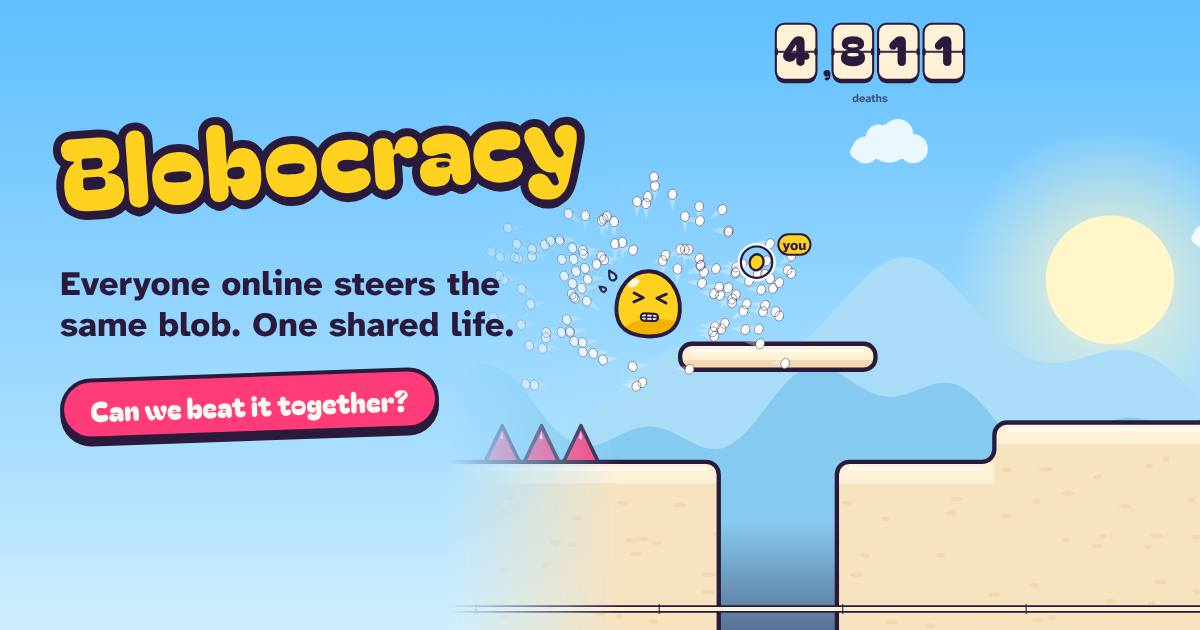 4,811
deaths
Blobocracy
you
Everyone online steers the
same blob. One shared life.
Can we beat it together?